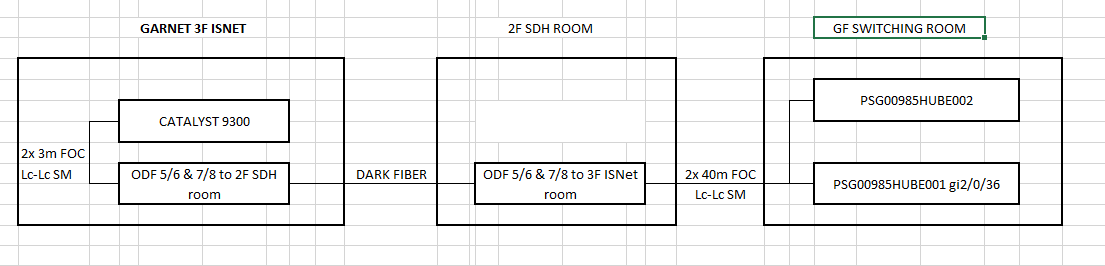 GARNET 3F ISNET
2F SDH ROOM
GF SWITCHING ROOM
CATALYST 9300
2x 3m FOC
Lc-Lc SM
ODF 5/6 & 7/8 to 2F SDH
room
DARK FIBER
ODF 5/6 & 7/8 to 3F ISNet
room
2x 40m FOC
Lc-Lc SM
PSG00985HUBE002
PSG00985HUBE001 gi2/0/36